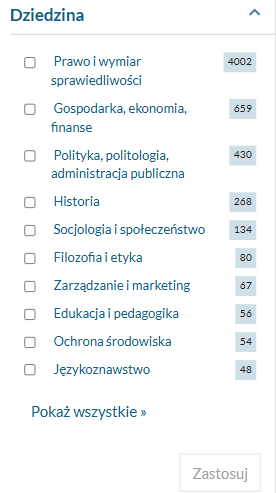 Dziedzina
Prawo i wymiar 4002
sprawiedliwości
Gospodarka, ekonomia, 659
finanse
Polityka, politologia, 430
administracja publiczna
Historia 268
Socjologia i społeczeństwo 134
Filozofia i etyka 80
Zarządzanie i marketing 67
Edukacja i pedagogika 56
Ochrona środowiska 54
Językoznawstwo 48
Pokaż wszystkie »
Zastosuj